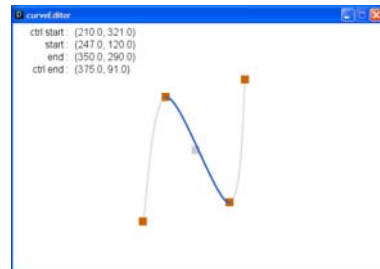 curveEditor
ctrl start : (210.0, 321.0)
start : (247.0, 120.0)
end : (350.0, 290.0)
ctrl end : (375.0, 91.0)